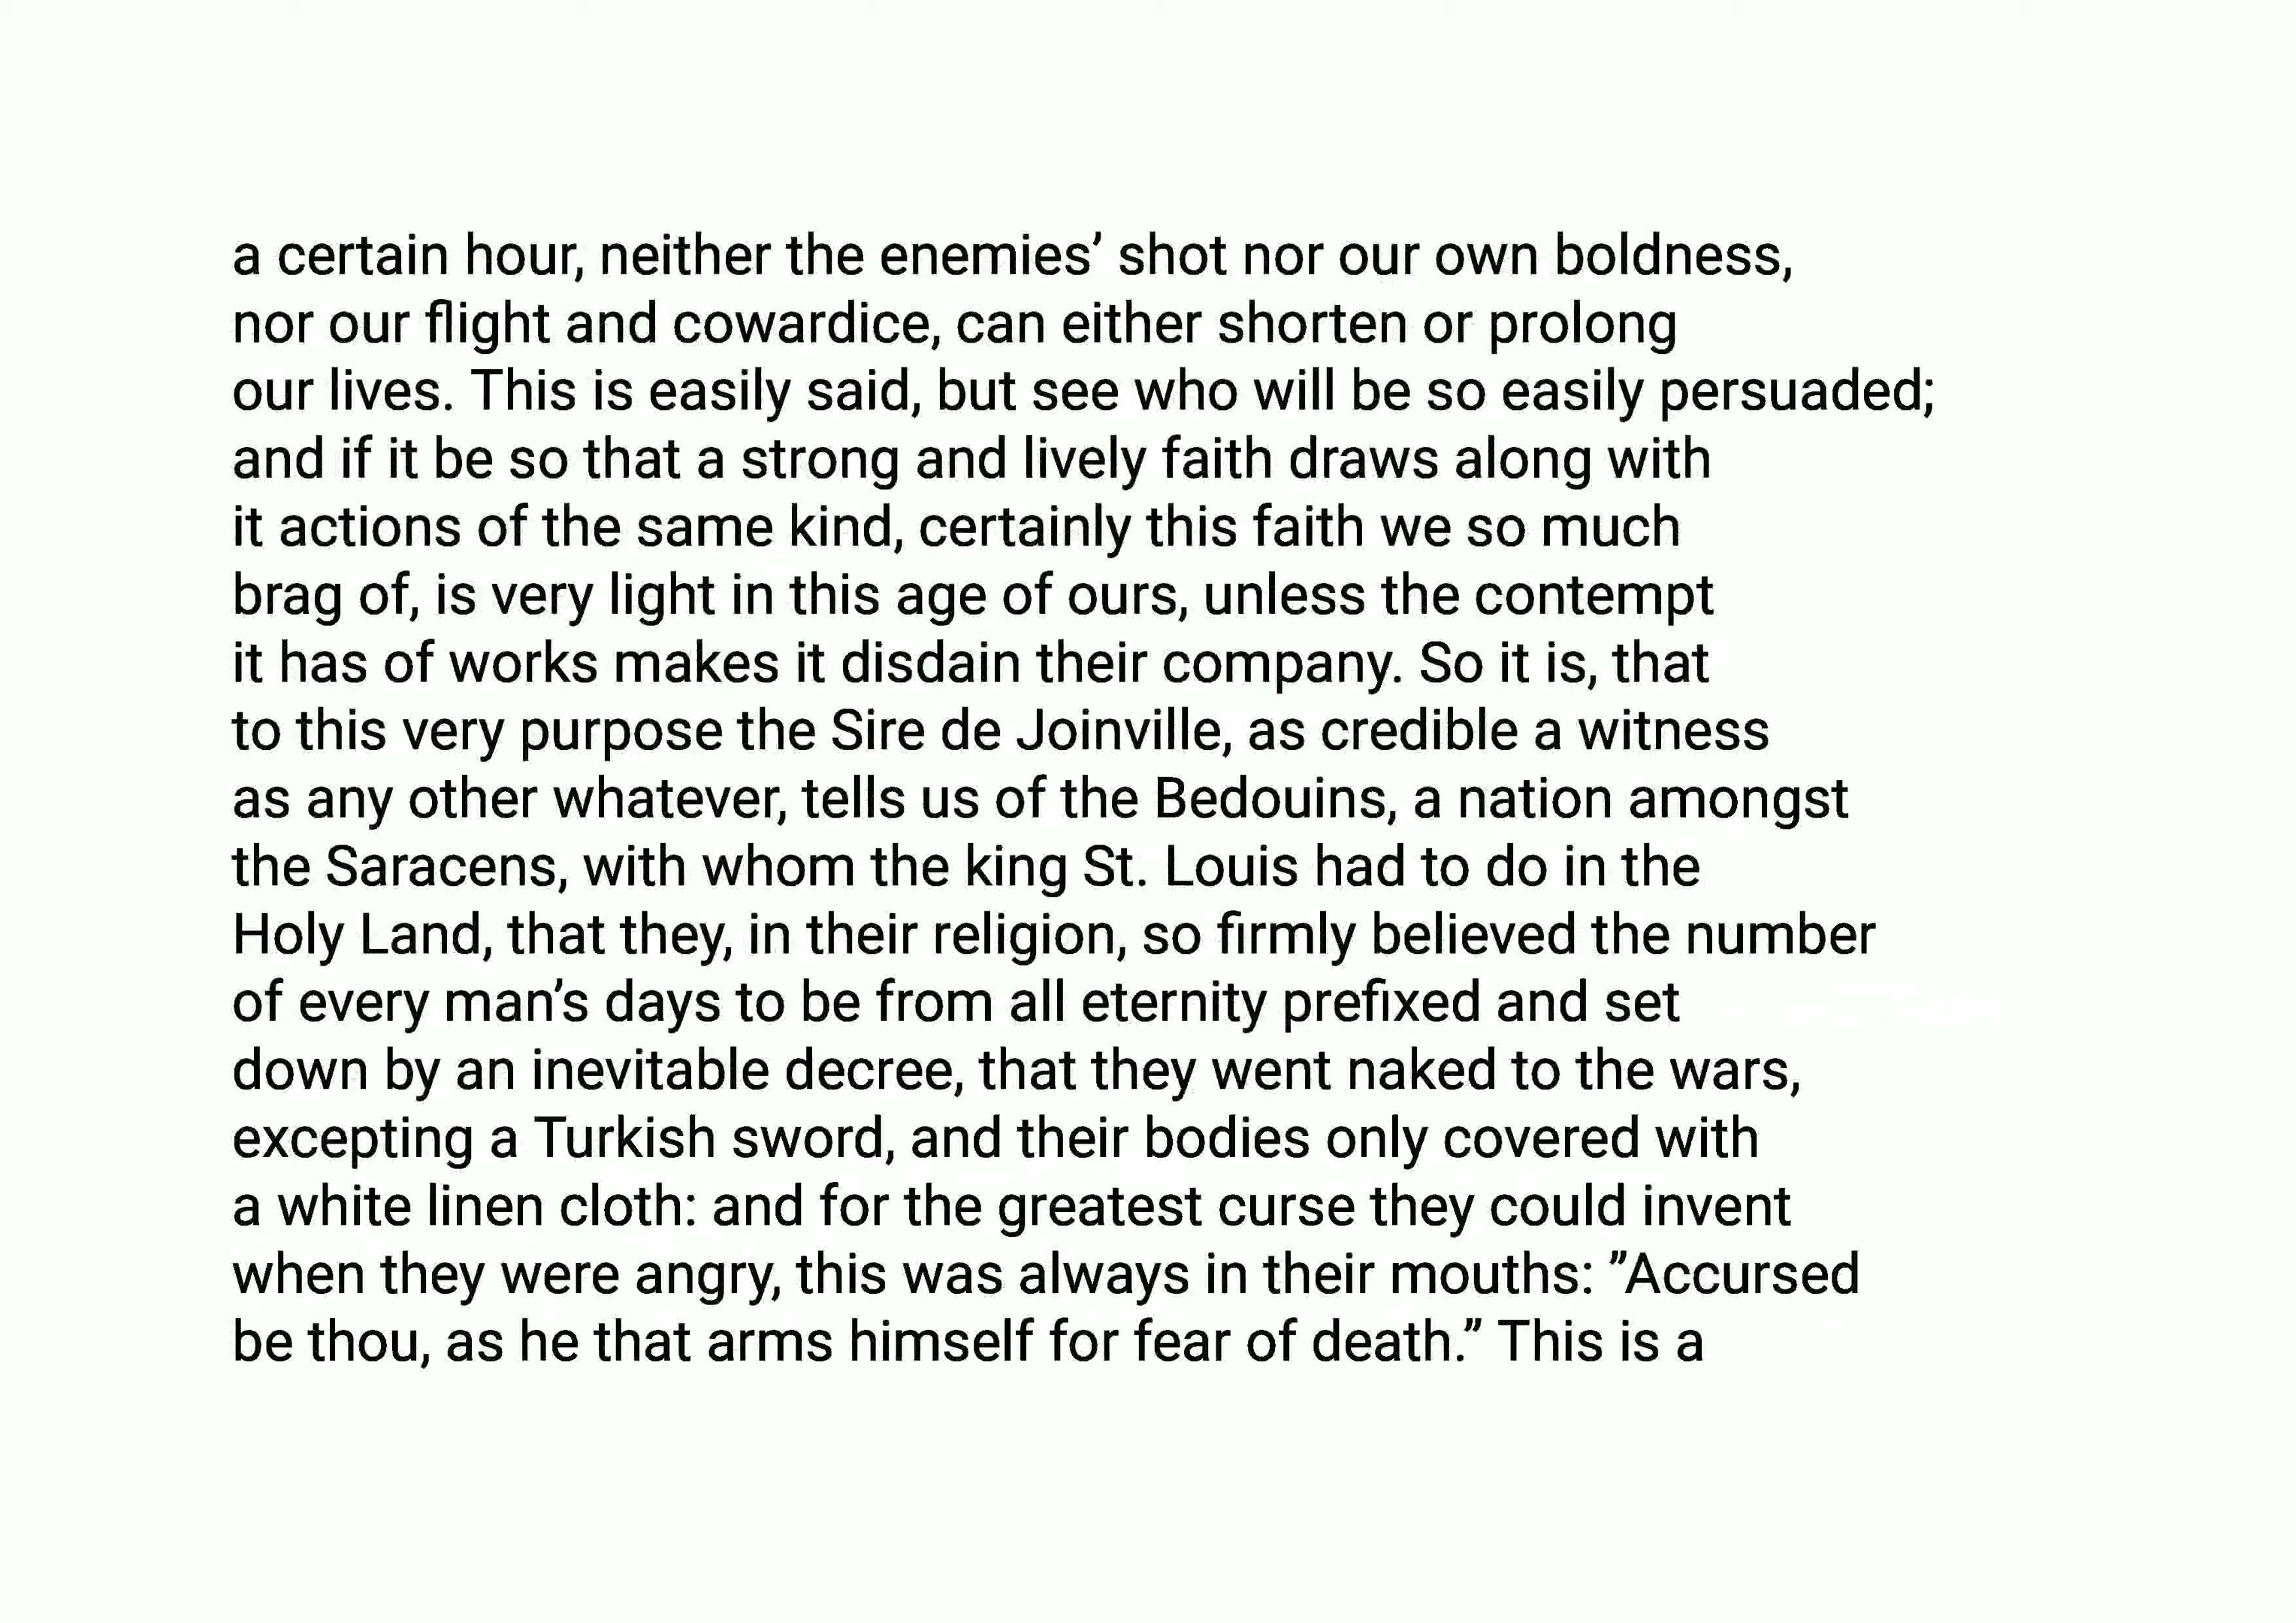 a certain hour, neither the enemies’ shot nor our own boldness,
nor our flight and cowardice, can either shorten or prolong
our lives. This is easily said, but see who will be so easily persuaded;
and if it be so that a strong and lively faith draws along with
it actions of the same kind, certainly this faith we so much
brag of, is very light in this age of ours, unless the contempt
it has of works makes it disdain their company. So it is, that
to this very purpose the Sire de Joinville, as credible a witness
as any other whatever, tells us of the Bedouins, a nation amongst
the Saracens, with whom the king St. Louis had to do in the
Holy Land, that they, in their religion, so firmly believed the number
of every man’s days to be from all eternity prefixed and set
down by an inevitable decree, that they went naked to the wars,
excepting a Turkish sword, and their bodies only covered with
a white linen cloth: and for the greatest curse they could invent
when they were angry, this was always in their mouths: ”Accursed
be thou, as he that arms himself for fear of death.” This is a